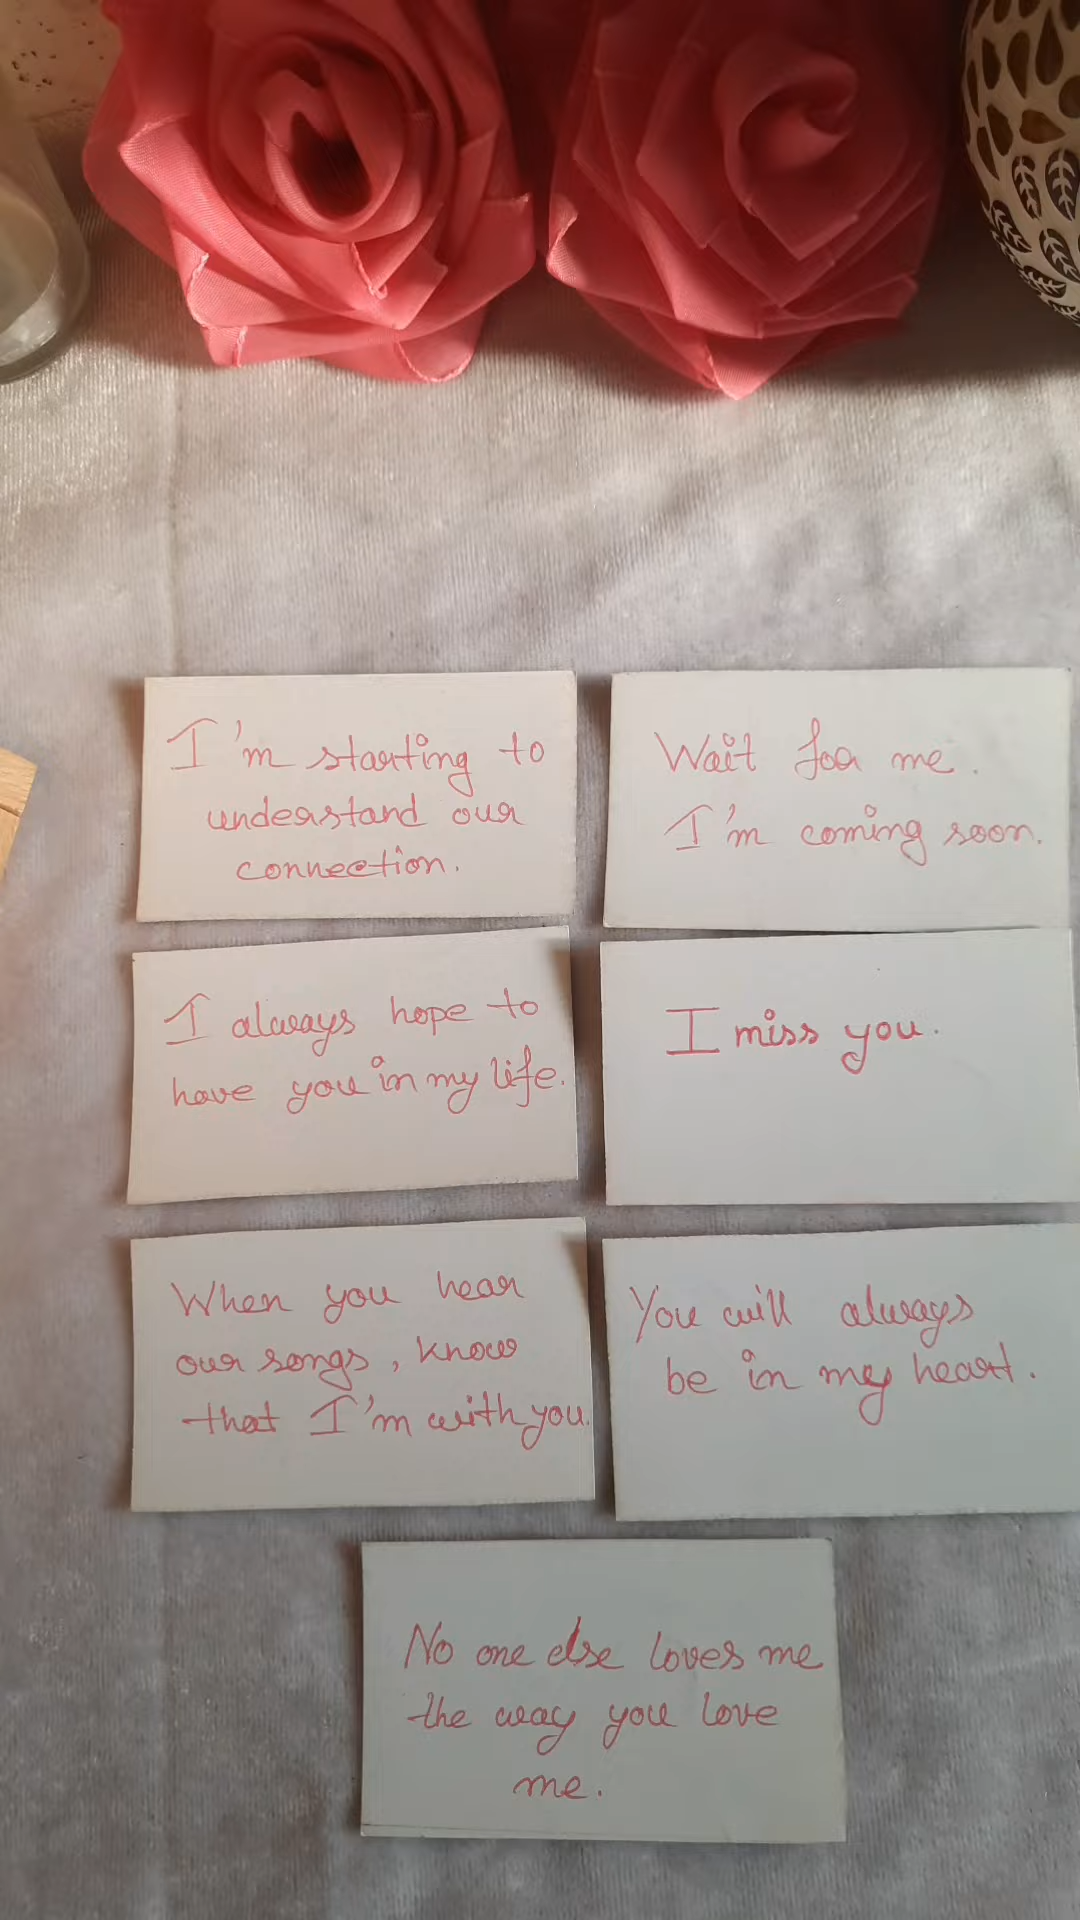 I'm starting to
understand our
connection.
Wait for me.
I'm coming soon.
I always hope to
have you in my life.
I miss you.
When you hear
our songs, know
that I'm with you.
You will always
be in my heart.
No one else loves me
the way you love
me.